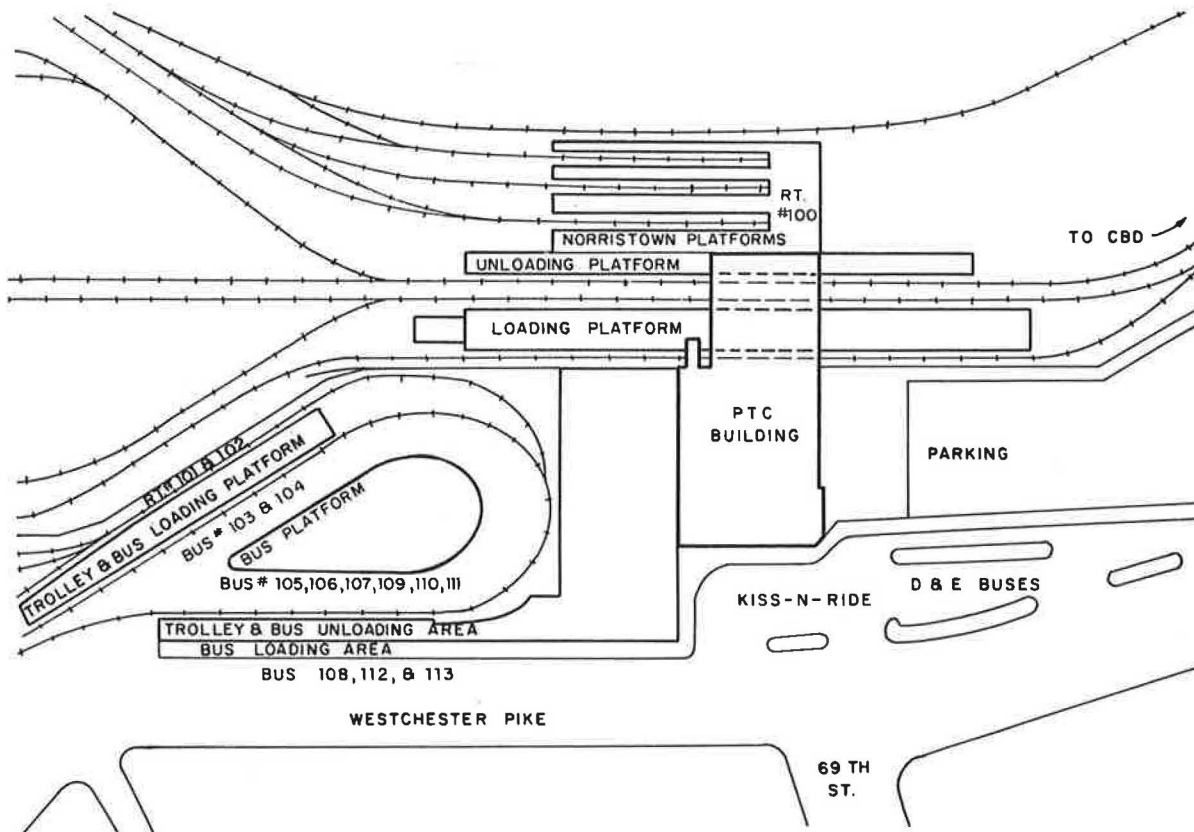 RT.
#100
NORRISTOWN PLATFORMS
TO CBD
UNLOADING PLATFORM
LOADING PLATFORM
PTC
BUILDING
PARKING
RT# 101 & 102
TROLLEY & BUS LOADING PLATFORM
BUS # 103 & 104
BUS PLATFORM
BUS # 105,106,107,109,110,111
D & E BUSES
KISS-N-RIDE
TROLLEY & BUS UNLOADING AREA
BUS LOADING AREA
BUS 108,112, & 113
WESTCHESTER PIKE
69 TH
ST.